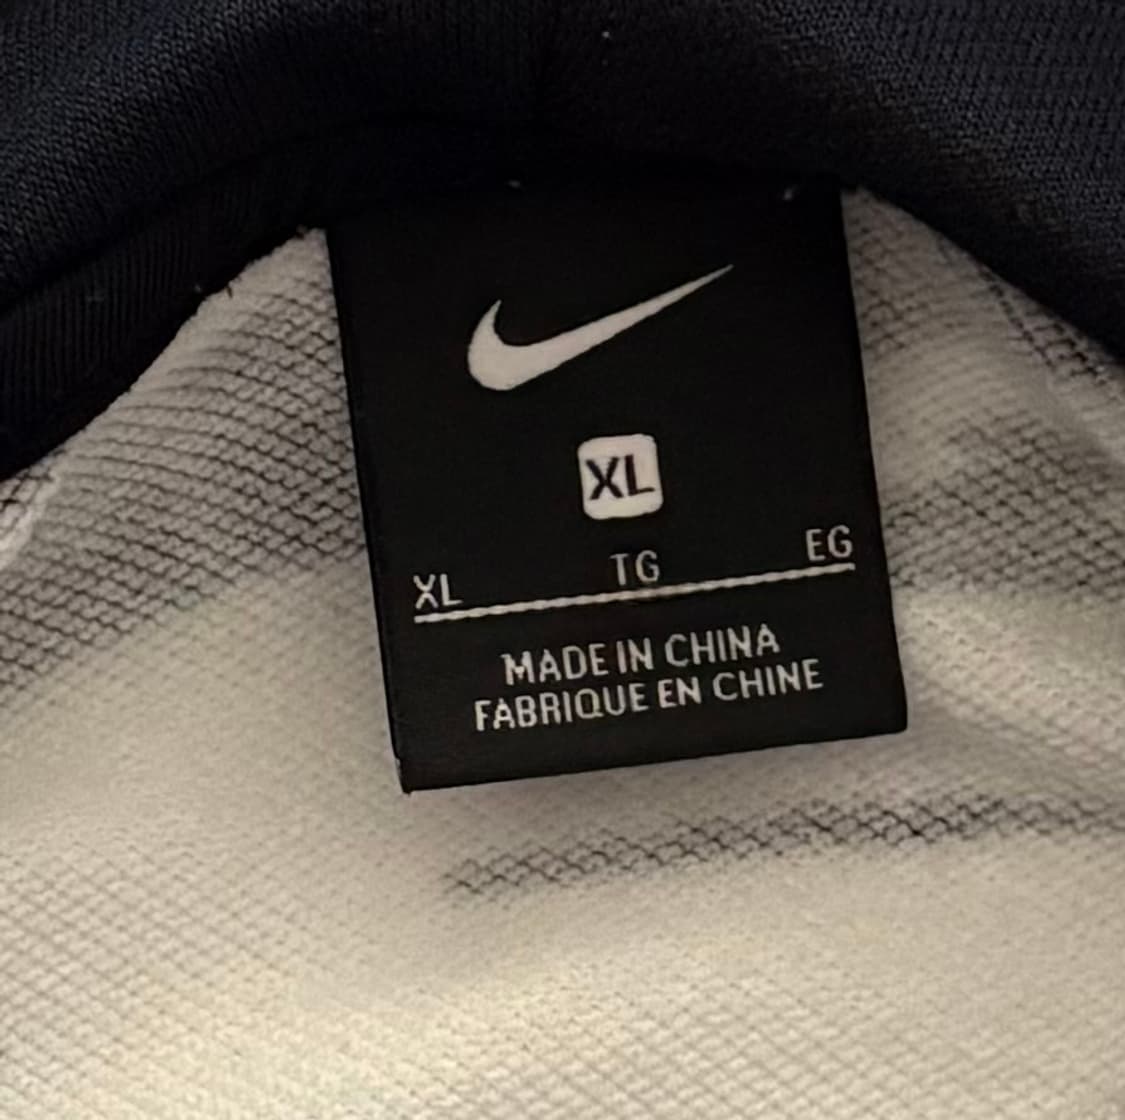 XL
XL TG EG
MADE IN CHINA
FABRIQUE EN CHINE